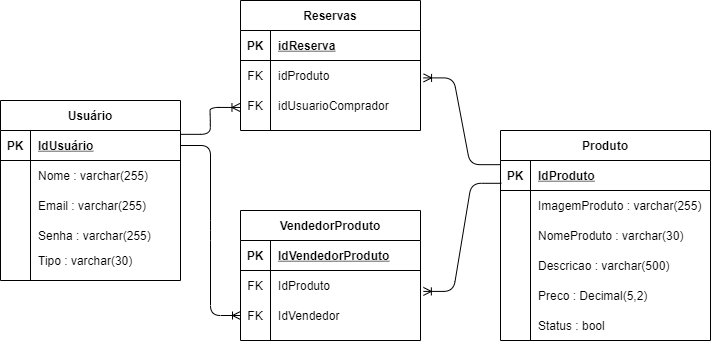 Reservas
PK idReserva
FK idProduto
FK idUsuarioComprador
Usuário
PK IdUsuário
Nome : varchar(255)
Email : varchar(255)
Senha : varchar(255)
Tipo : varchar(30)
VendedorProduto
PK IdVendedorProduto
FK IdProduto
FK IdVendedor
Produto
PK IdProduto
ImagemProduto : varchar(255)
NomeProduto : varchar(30)
Descricao : varchar(500)
Preco : Decimal(5,2)
Status : bool